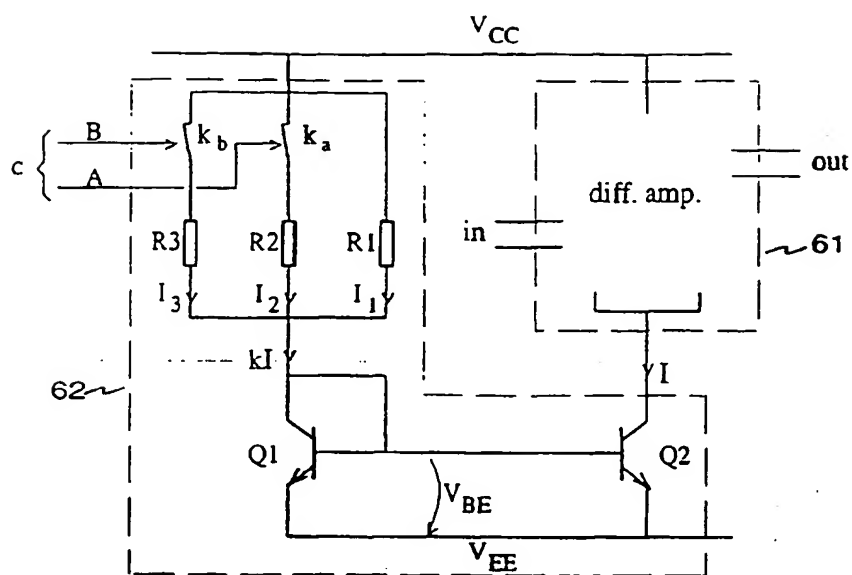 V_CC
B
k_b
k_a
c
A
out
diff. amp.
in
R3
R2
R1
61
I_3
I_2
I_1
kI
I
62
Q1
Q2
V_BE
V_EE